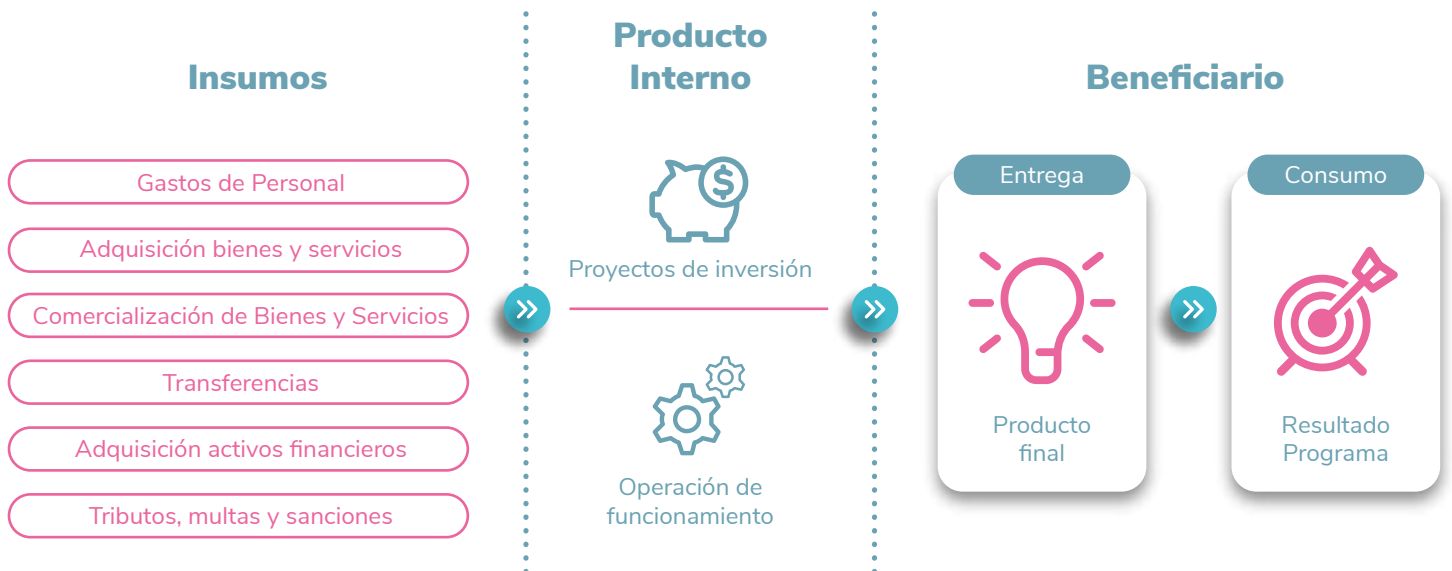 Insumos
Gastos de Personal
Adquisición bienes y servicios
Comercialización de Bienes y Servicios
Transferencias
Adquisición activos financieros
Tributos, multas y sanciones
Producto
Interno
$
Proyectos de inversión
Operación de
funcionamiento
Beneficiario
Entrega
Producto
final
Consumo
Resultado
Programa